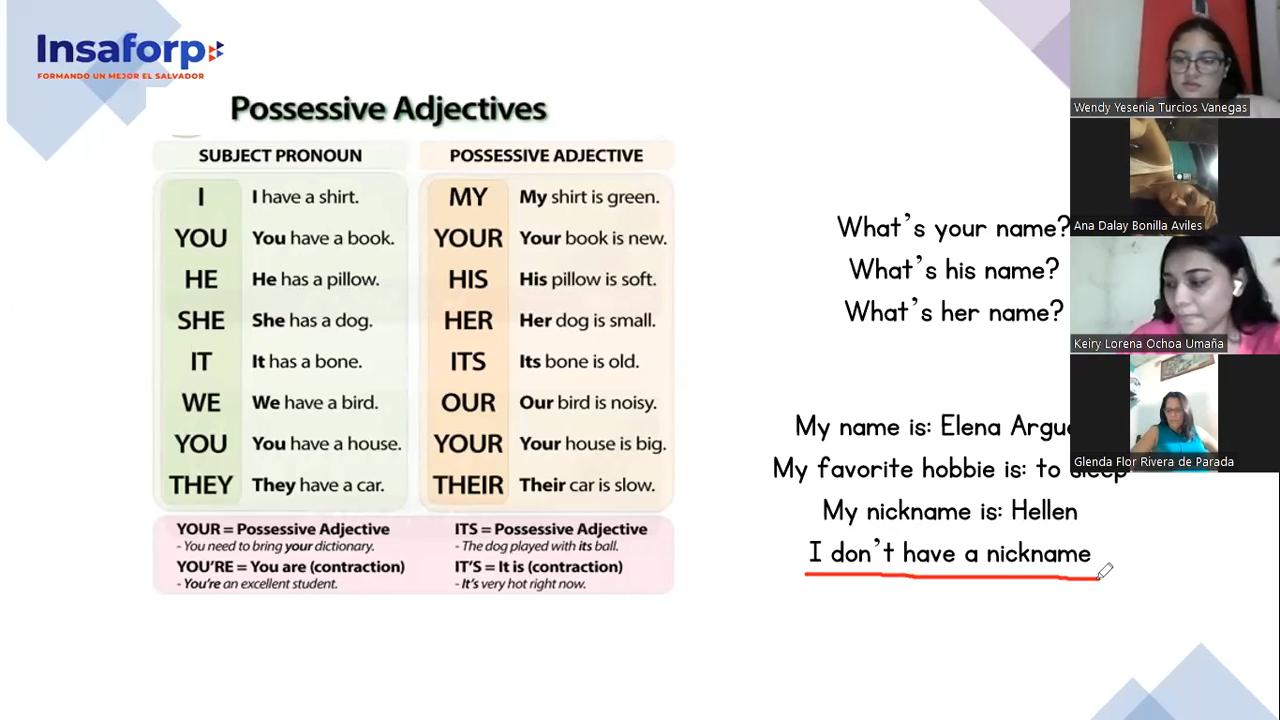 Insaforp
FORMANDO UN MEJOR EL SALVADOR
Possessive Adjectives
SUBJECT PRONOUN
I I have a shirt.
YOU You have a book.
HE He has a pillow.
SHE She has a dog.
IT It has a bone.
WE We have a bird.
YOU You have a house.
THEY They have a car.
POSSESSIVE ADJECTIVE
MY My shirt is green.
YOUR Your book is new.
HIS His pillow is soft.
HER Her dog is small.
ITS Its bone is old.
OUR Our bird is noisy.
YOUR Your house is big.
THEIR Their car is slow.
YOUR = Possessive Adjective
- You need to bring your dictionary.
YOU'RE = You are (contraction)
- You're an excellent student.
ITS = Possessive Adjective
- The dog played with its ball.
IT'S = It is (contraction)
- It's very hot right now.
What's your name?
What's his name?
What's her name?
My name is: Elena
My favorite hobbie is: to sleep
My nickname is: Hellen
I don't have a nickname
Wendy Yesenia Turcios Vanegas
Ana Dalay Bonilla Aviles
Keiry Lorena Ochoa Umaña
Glenda Flor Rivera de Parada